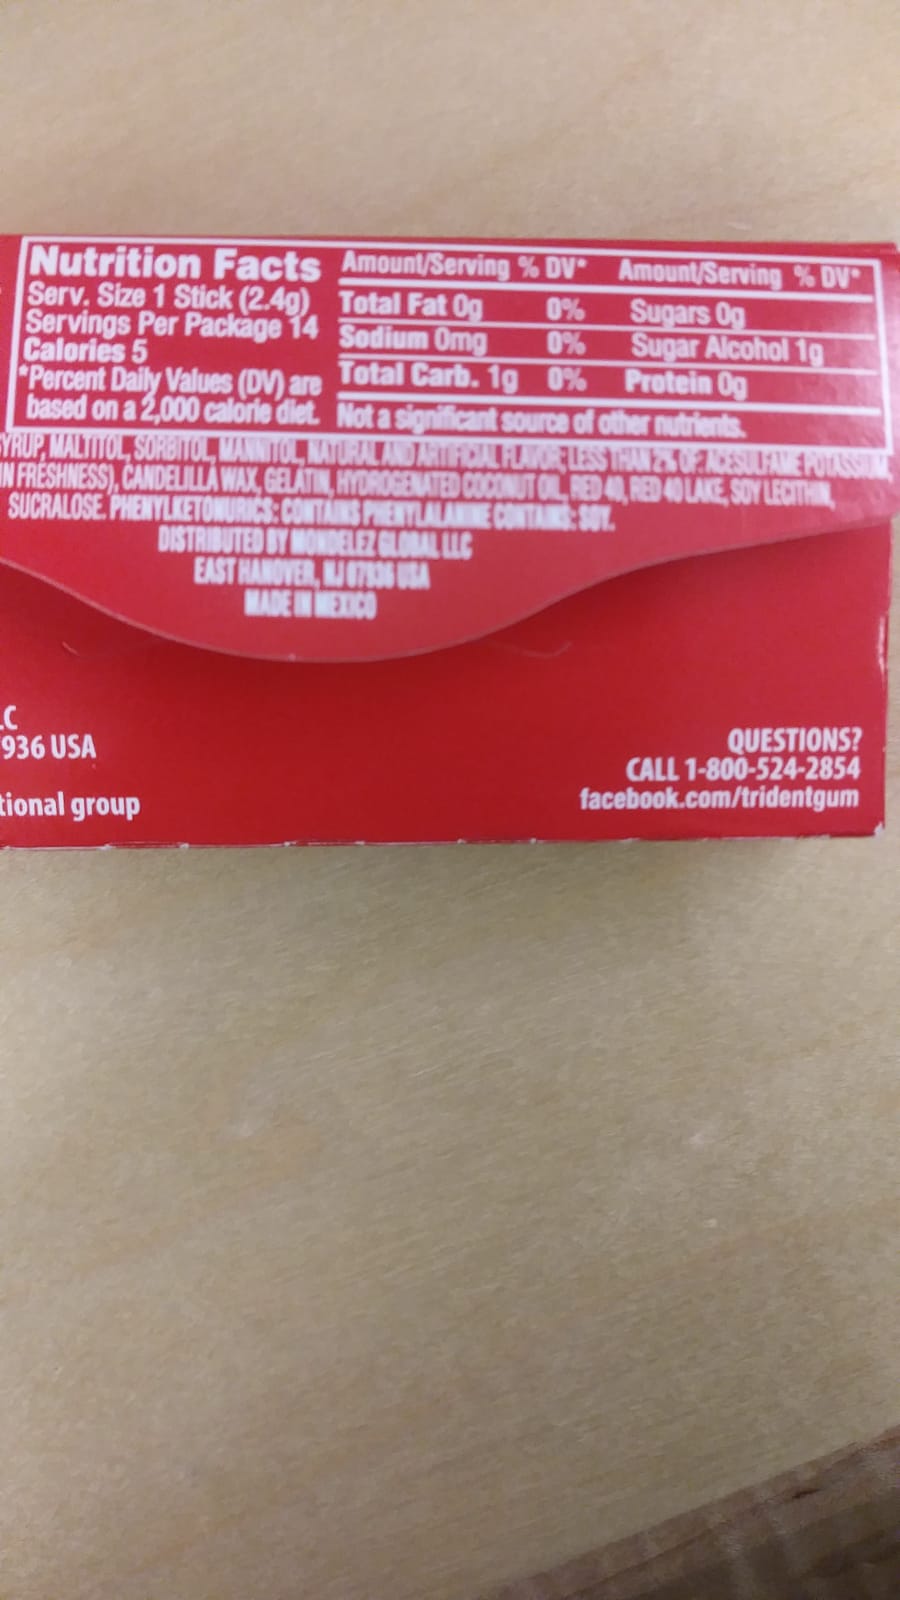 Nutrition Facts
Serv. Size 1 Stick (2.4g)
Servings Per Package 14
Calories 5
*Percent Daily Values (DV) are
based on a 2,000 calorie diet.
Amount/Serving % DV* Amount/Serving % DV*
Total Fat 0g 0% Sugars 0g
Sodium 0mg 0% Sugar Alcohol 1g
Total Carb. 1g 0% Protein 0g
Not a significant source of other nutrients.
SYRUP, MALTITOL, SORBITOL, MANNITOL, NATURAL AND ARTIFICIAL FLAVOR; LESS THAN 2% OF: ACESULFAME POTASSIUM,
IN FRESHNESS), CANDELILLA WAX, GELATIN, HYDROGENATED COCONUT OIL, RED 40, RED 40 LAKE, SOY LECITHIN,
SUCRALOSE. PHENYLKETONURICS: CONTAINS PHENYLALANINE CONTAINS: SOY.
DISTRIBUTED BY MONDELEZ GLOBAL LLC
EAST HANOVER, NJ 07936 USA
MADE IN MEXICO
LC
936 USA
tional group
QUESTIONS?
CALL 1-800-524-2854
facebook.com/tridentgum